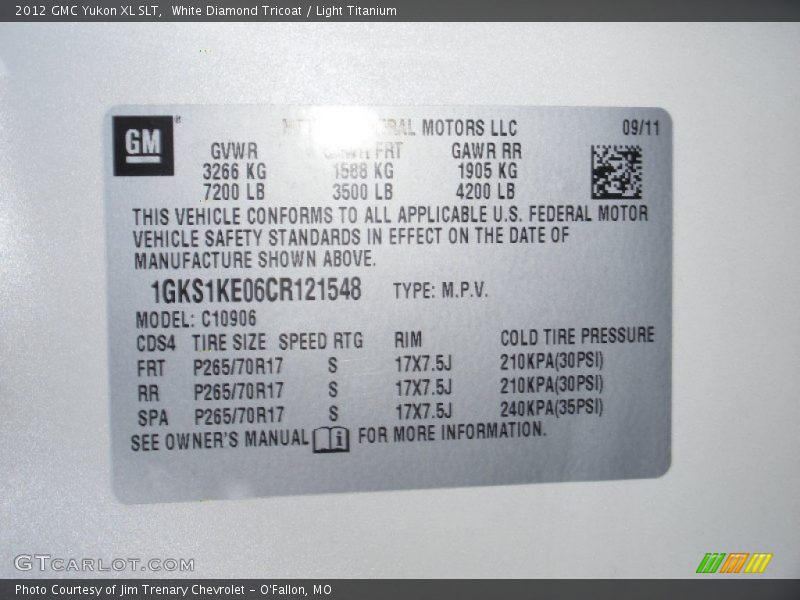 2012 GMC Yukon XL SLT, White Diamond Tricoat / Light Titanium
GM ®
MOTORS LLC 09/11
GVWR FRT GAWR RR
3266 KG 1588 KG 1905 KG
7200 LB 3500 LB 4200 LB
THIS VEHICLE CONFORMS TO ALL APPLICABLE U.S. FEDERAL MOTOR
VEHICLE SAFETY STANDARDS IN EFFECT ON THE DATE OF
MANUFACTURE SHOWN ABOVE.
1GKS1KE06CR121548 TYPE: M.P.V.
MODEL: C10906
CDS4 TIRE SIZE SPEED RTG RIM COLD TIRE PRESSURE
FRT P265/70R17 S 17X7.5J 210KPA(30PSI)
RR P265/70R17 S 17X7.5J 210KPA(30PSI)
SPA P265/70R17 S 17X7.5J 240KPA(35PSI)
SEE OWNER'S MANUAL FOR MORE INFORMATION.
GTCARLOT.COM
Photo Courtesy of Jim Trenary Chevrolet - O'Fallon, MO